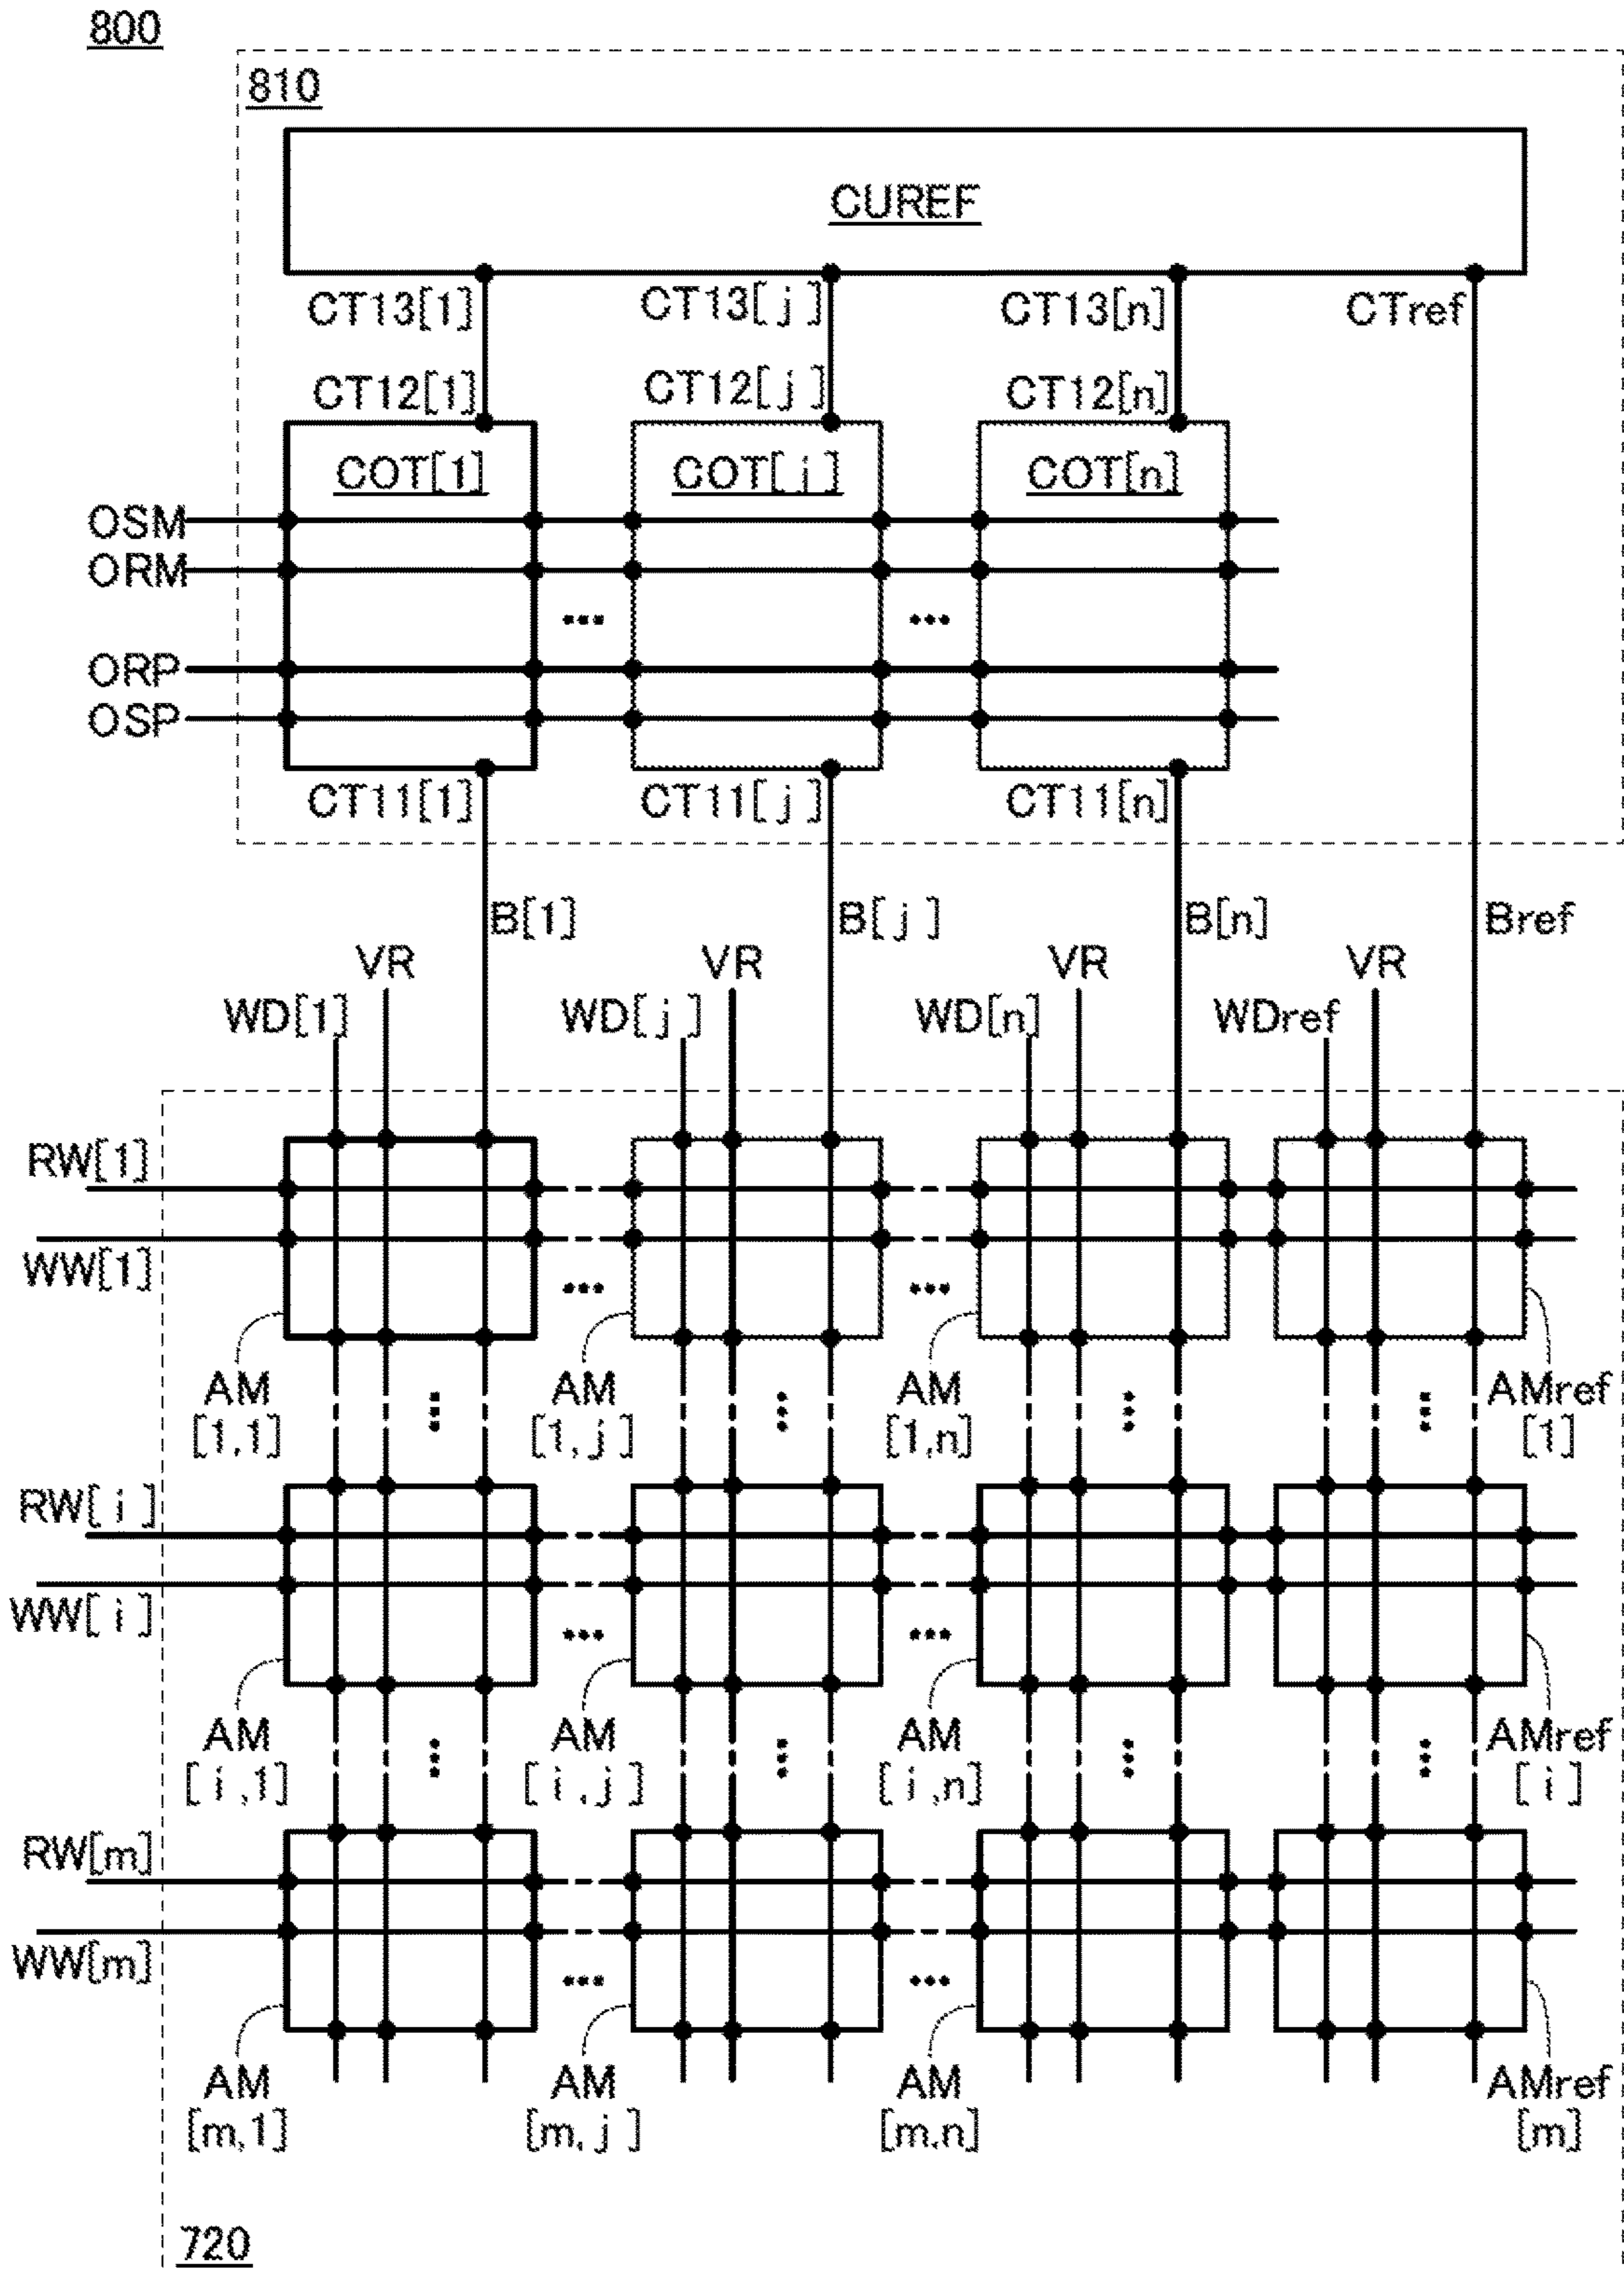 800
810
CUREF
CT13[1] CT13[j] CT13[n] CTref
CT12[1] CT12[j] CT12[n]
COT[1] COT[j] COT[n]
OSM
ORM
... ...
ORP
OSP
CT11[1] CT11[j] CT11[n]
B[1] B[j] B[n] Bref
VR VR VR VR
WD[1] WD[j] WD[n] WDref
RW[1]
WW[1]
... ...
AM AM AM AMref
[1,1] [1,j] [1,n] [1]
RW[i]
WW[i]
... ...
AM AM AM AMref
[i,1] [i,j] [i,n] [i]
RW[m]
WW[m]
... ...
AM AM AM AMref
[m,1] [m,j] [m,n] [m]
720